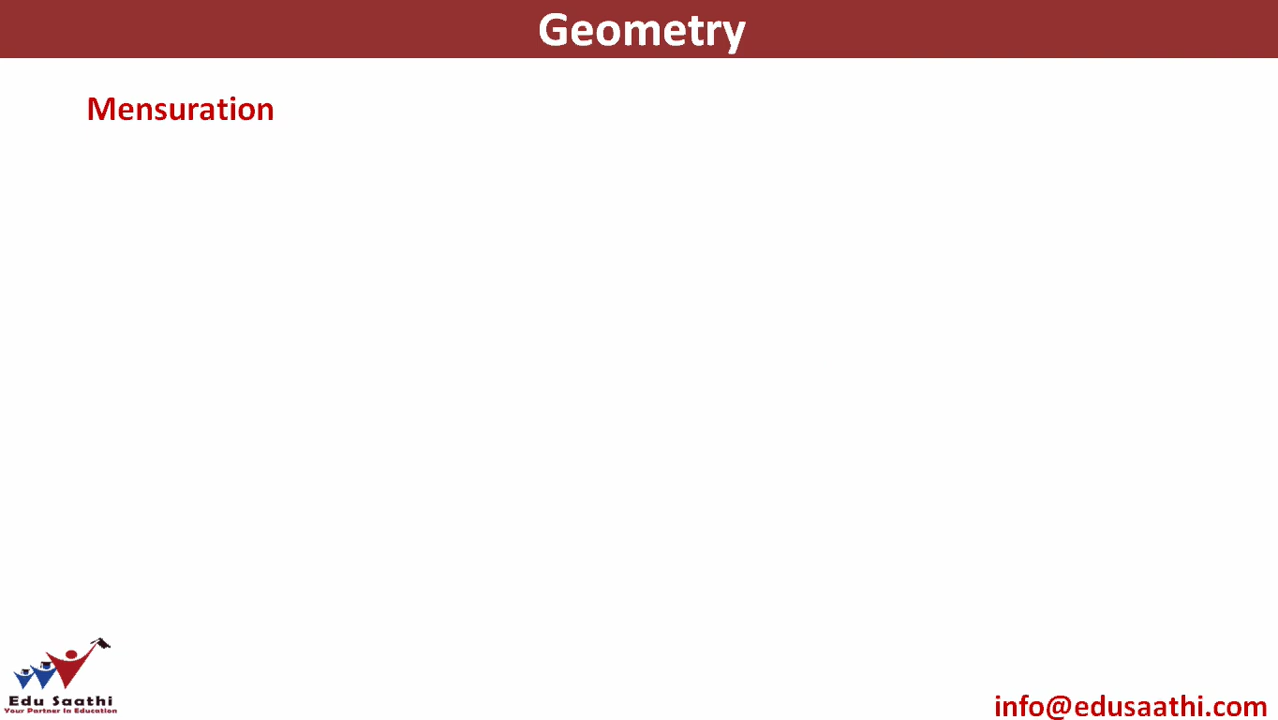 Geometry
Mensuration
Edu Saathi
Your Partner In Education
info@edusaathi.com